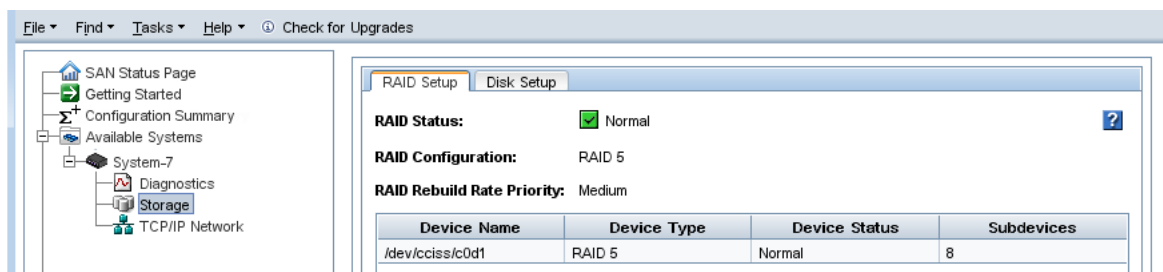 File Find Tasks Help Check for Upgrades
SAN Status Page
Getting Started
Configuration Summary
Available Systems
System-7
Diagnostics
Storage
TCP/IP Network
RAID Setup Disk Setup
RAID Status: Normal
RAID Configuration: RAID 5
RAID Rebuild Rate Priority: Medium
Device Name Device Type Device Status Subdevices
/dev/cciss/c0d1 RAID 5 Normal 8